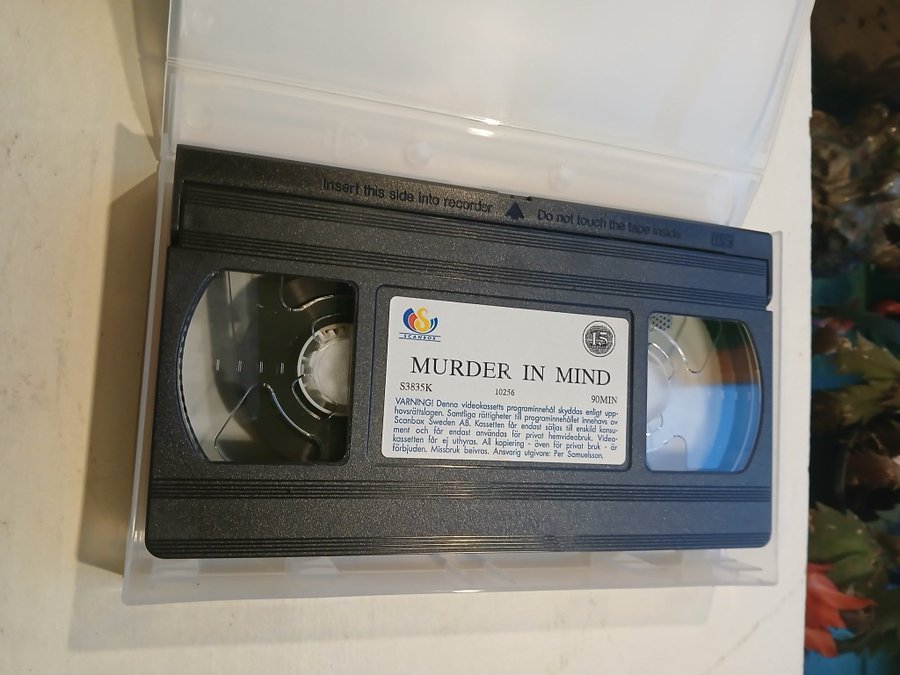 Insert this side into recorder
Do not touch the tape inside
SCANBOX
15
MURDER IN MIND
S3835K
10256
90MIN
VARNING! Denna videokassetts programinnehål skyddas enligt upp-
hovsrättslagen. Samtliga rättigheter till programinnehållet innehavs av
Scanbox Sweden AB. Kassetten får endast säljas till enskild konsu-
ment och får endast användas för privat hemvideobruk. Video-
kassetten får ej uthyras. All kopiering - även för privat bruk - är
förbjuden. Missbruk beivras. Ansvarig utgivare: Per Samuelsson.